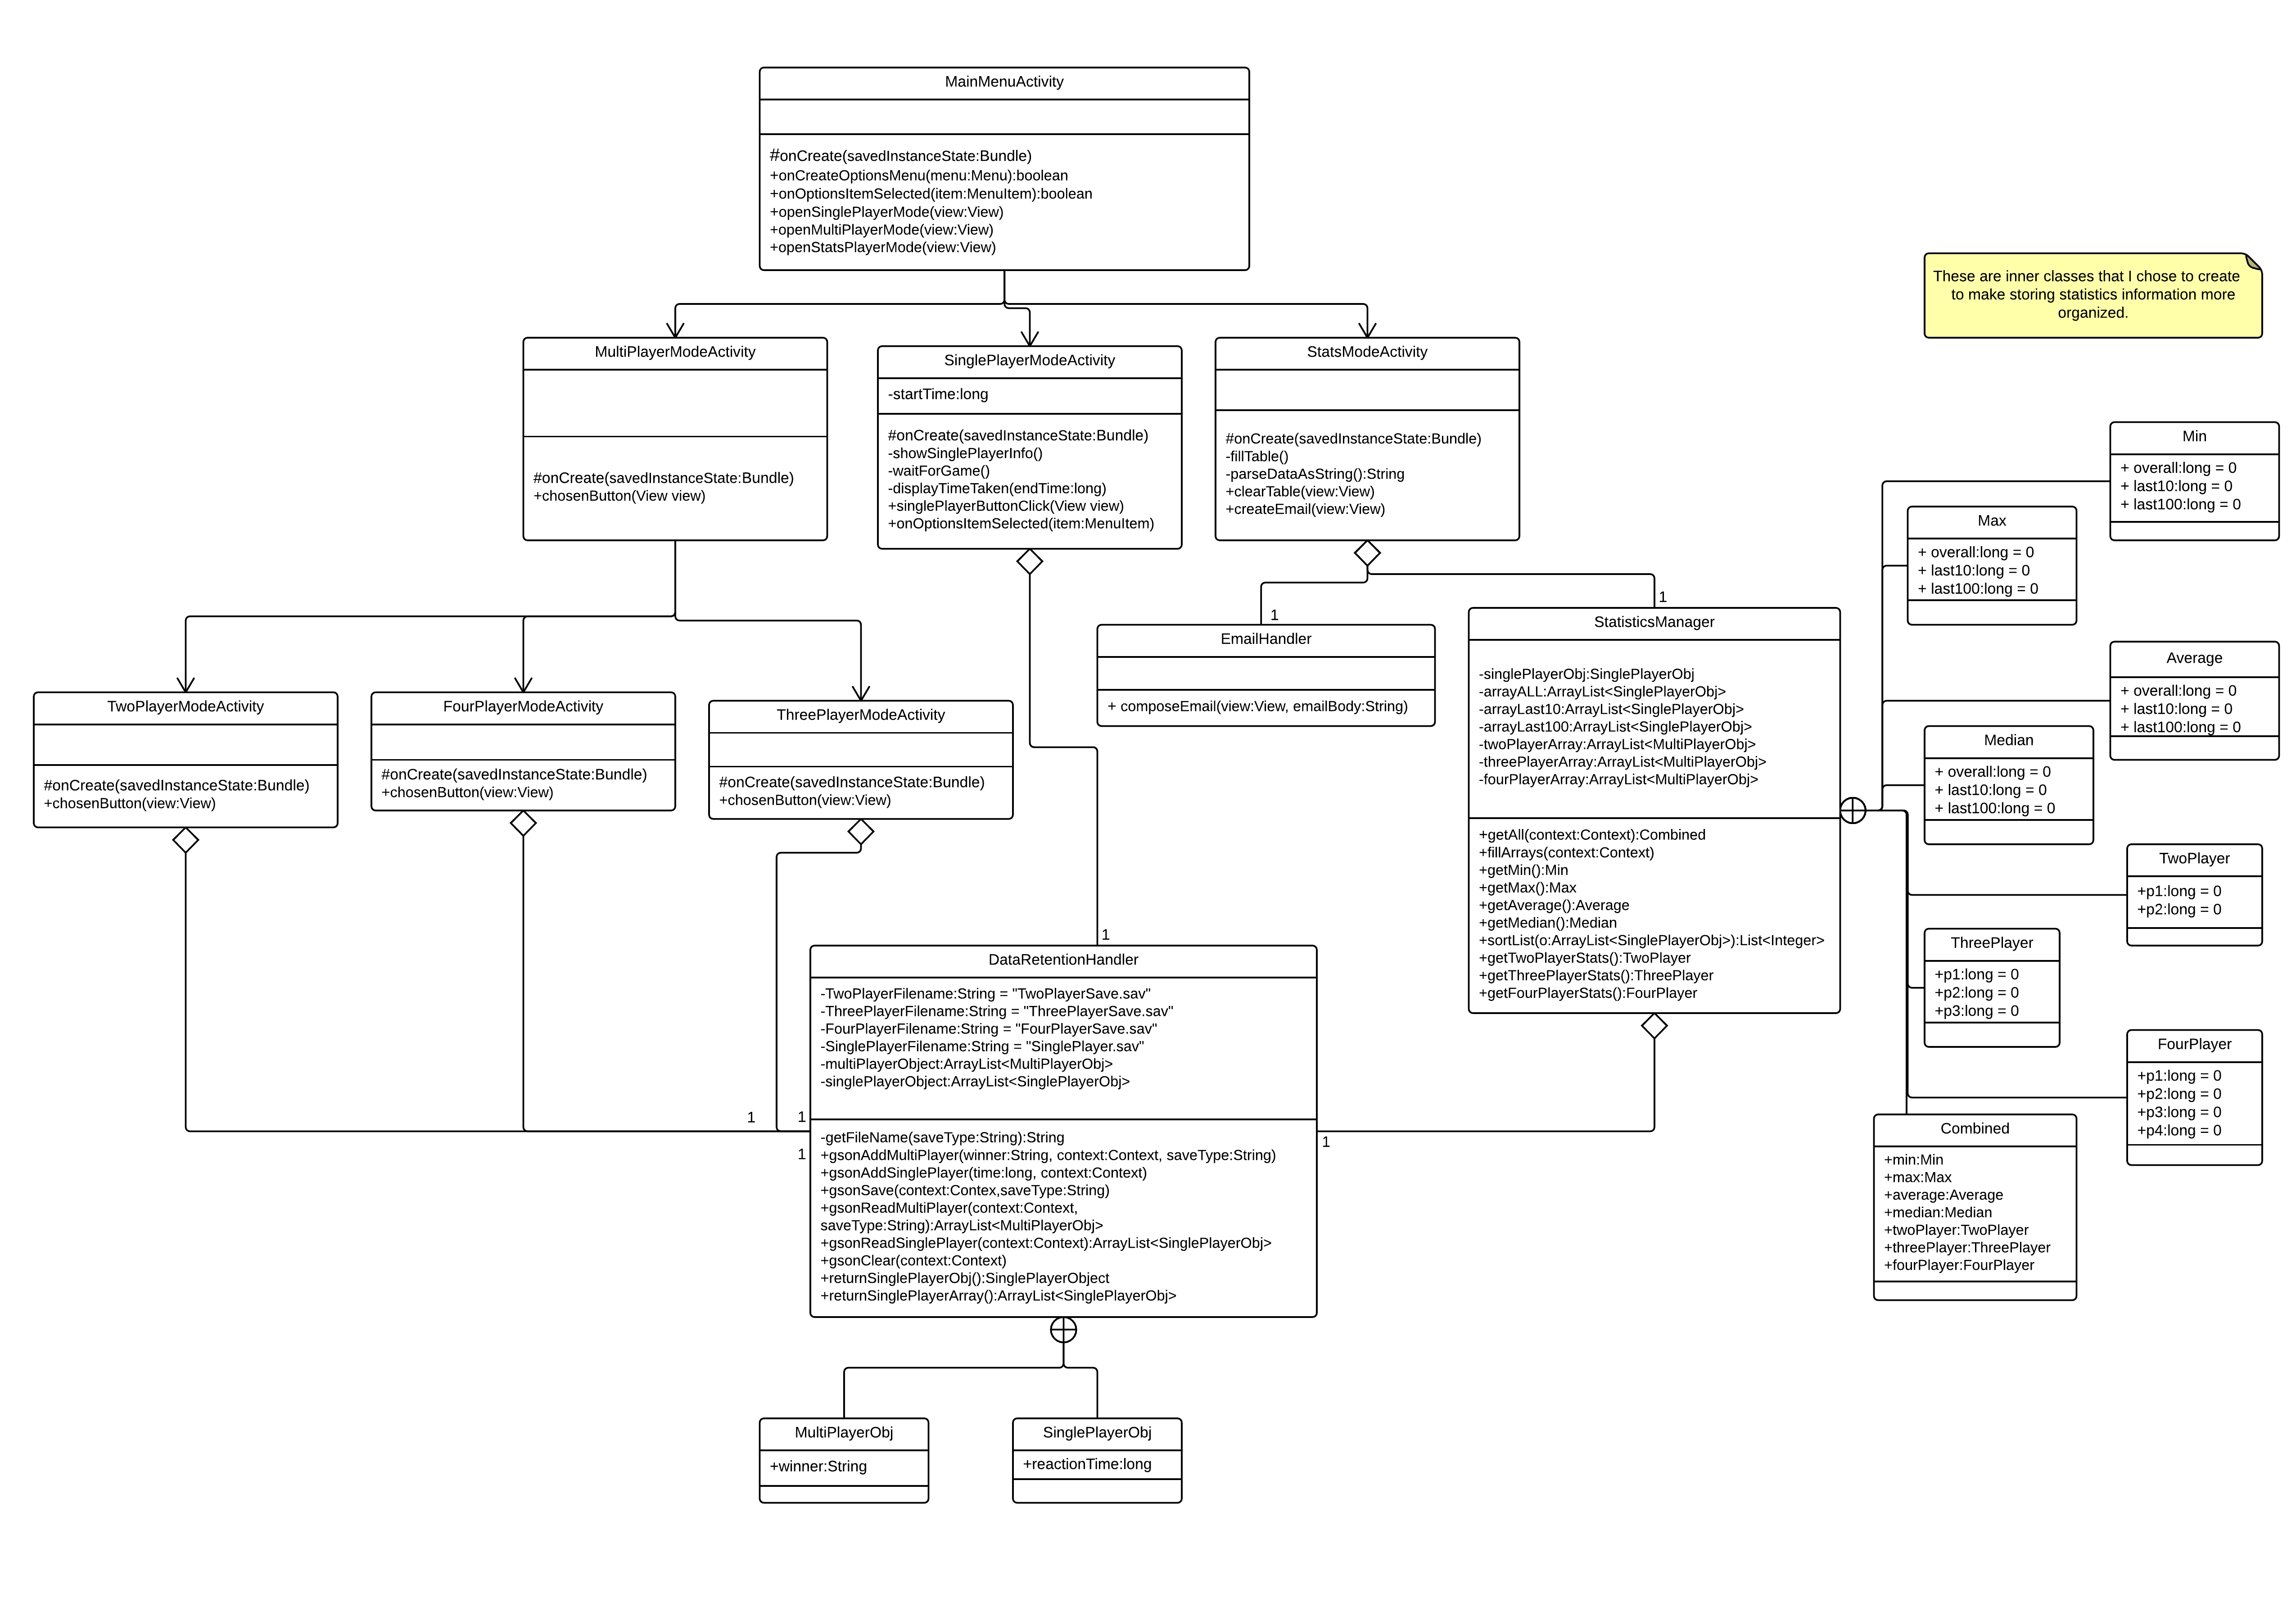 MainMenuActivity
#onCreate(savedInstanceState:Bundle)
+onCreateOptionsMenu(menu:Menu):boolean
+onOptionsItemSelected(item:MenuItem):boolean
+openSinglePlayerMode(view:View)
+openMultiPlayerMode(view:View)
+openStatsPlayerMode(view:View)
These are inner classes that I chose to create
to make storing statistics information more
organized.
MultiPlayerModeActivity
#onCreate(savedInstanceState:Bundle)
+chosenButton(View view)
SinglePlayerModeActivity
-startTime:long
#onCreate(savedInstanceState:Bundle)
-showSinglePlayerInfo()
-waitForGame()
-displayTimeTaken(endTime:long)
+singlePlayerButtonClick(View view)
+onOptionsItemSelected(item:MenuItem)
StatsModeActivity
#onCreate(savedInstanceState:Bundle)
-fillTable()
-parseDataAsString():String
+clearTable(view:View)
+createEmail(view:View)
Min
+ overall:long = 0
+ last10:long = 0
+ last100:long = 0
Max
+ overall:long = 0
+ last10:long = 0
+ last100:long = 0
1
1
EmailHandler
+ composeEmail(view:View, emailBody:String)
StatisticsManager
-singlePlayerObj:SinglePlayerObj
-arrayALL:ArrayList<SinglePlayerObj>
-arrayLast10:ArrayList<SinglePlayerObj>
-arrayLast100:ArrayList<SinglePlayerObj>
-twoPlayerArray:ArrayList<MultiPlayerObj>
-threePlayerArray:ArrayList<MultiPlayerObj>
-fourPlayerArray:ArrayList<MultiPlayerObj>
+getAll(context:Context):Combined
+fillArrays(context:Context)
+getMin():Min
+getMax():Max
+getAverage():Average
+getMedian():Median
+sortList(o:ArrayList<SinglePlayerObj>):List<Integer>
+getTwoPlayerStats():TwoPlayer
+getThreePlayerStats():ThreePlayer
+getFourPlayerStats():FourPlayer
Average
+ overall:long = 0
+ last10:long = 0
+ last100:long = 0
Median
+ overall:long = 0
+ last10:long = 0
+ last100:long = 0
TwoPlayerModeActivity
#onCreate(savedInstanceState:Bundle)
+chosenButton(view:View)
FourPlayerModeActivity
#onCreate(savedInstanceState:Bundle)
+chosenButton(view:View)
ThreePlayerModeActivity
#onCreate(savedInstanceState:Bundle)
+chosenButton(view:View)
TwoPlayer
+p1:long = 0
+p2:long = 0
ThreePlayer
+p1:long = 0
+p2:long = 0
+p3:long = 0
FourPlayer
+p1:long = 0
+p2:long = 0
+p3:long = 0
+p4:long = 0
Combined
+min:Min
+max:Max
+average:Average
+median:Median
+twoPlayer:TwoPlayer
+threePlayer:ThreePlayer
+fourPlayer:FourPlayer
1
DataRetentionHandler
-TwoPlayerFilename:String = "TwoPlayerSave.sav"
-ThreePlayerFilename:String = "ThreePlayerSave.sav"
-FourPlayerFilename:String = "FourPlayerSave.sav"
-SinglePlayerFilename:String = "SinglePlayer.sav"
-multiPlayerObject:ArrayList<MultiPlayerObj>
-singlePlayerObject:ArrayList<SinglePlayerObj>
1
1
1
1
-getFileName(saveType:String):String
+gsonAddMultiPlayer(winner:String, context:Context, saveType:String)
+gsonAddSinglePlayer(time:long, context:Context)
+gsonSave(context:Contex,saveType:String)
+gsonReadMultiPlayer(context:Context,
saveType:String):ArrayList<MultiPlayerObj>
+gsonReadSinglePlayer(context:Context):ArrayList<SinglePlayerObj>
+gsonClear(context:Context)
+returnSinglePlayerObj():SinglePlayerObject
+returnSinglePlayerArray():ArrayList<SinglePlayerObj>
MultiPlayerObj
+winner:String
SinglePlayerObj
+reactionTime:long